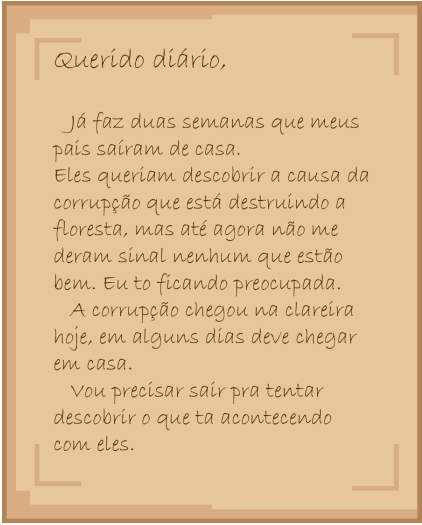 Querido diário,
Já faz duas semanas que meus
pais saíram de casa.
Eles queriam descobrir a causa da
corrupção que está destruindo a
floresta, mas até agora não me
deram sinal nenhum que estão
bem. Eu to ficando preocupada.
A corrupção chegou na clareira
hoje, em alguns dias deve chegar
em casa.
Vou precisar sair pra tentar
descobrir o que ta acontecendo
com eles.